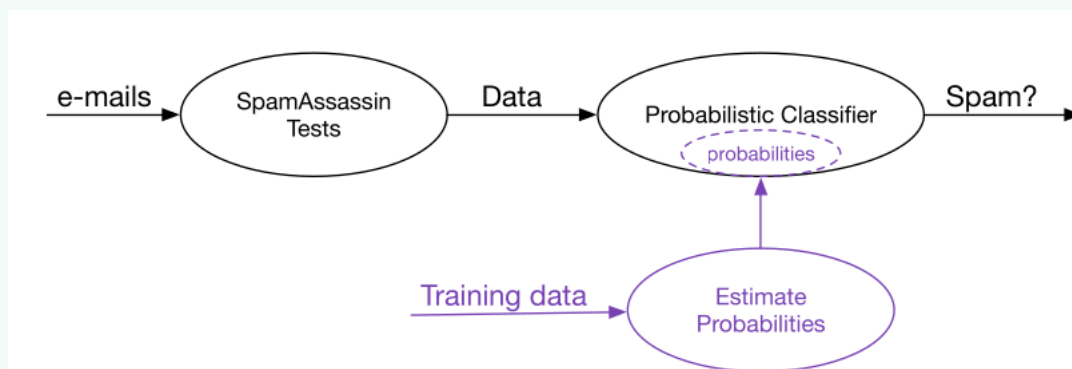 e-mails
SpamAssassin
Tests
Data
Probabilistic Classifier
probabilities
Spam?
Training data
Estimate
Probabilities